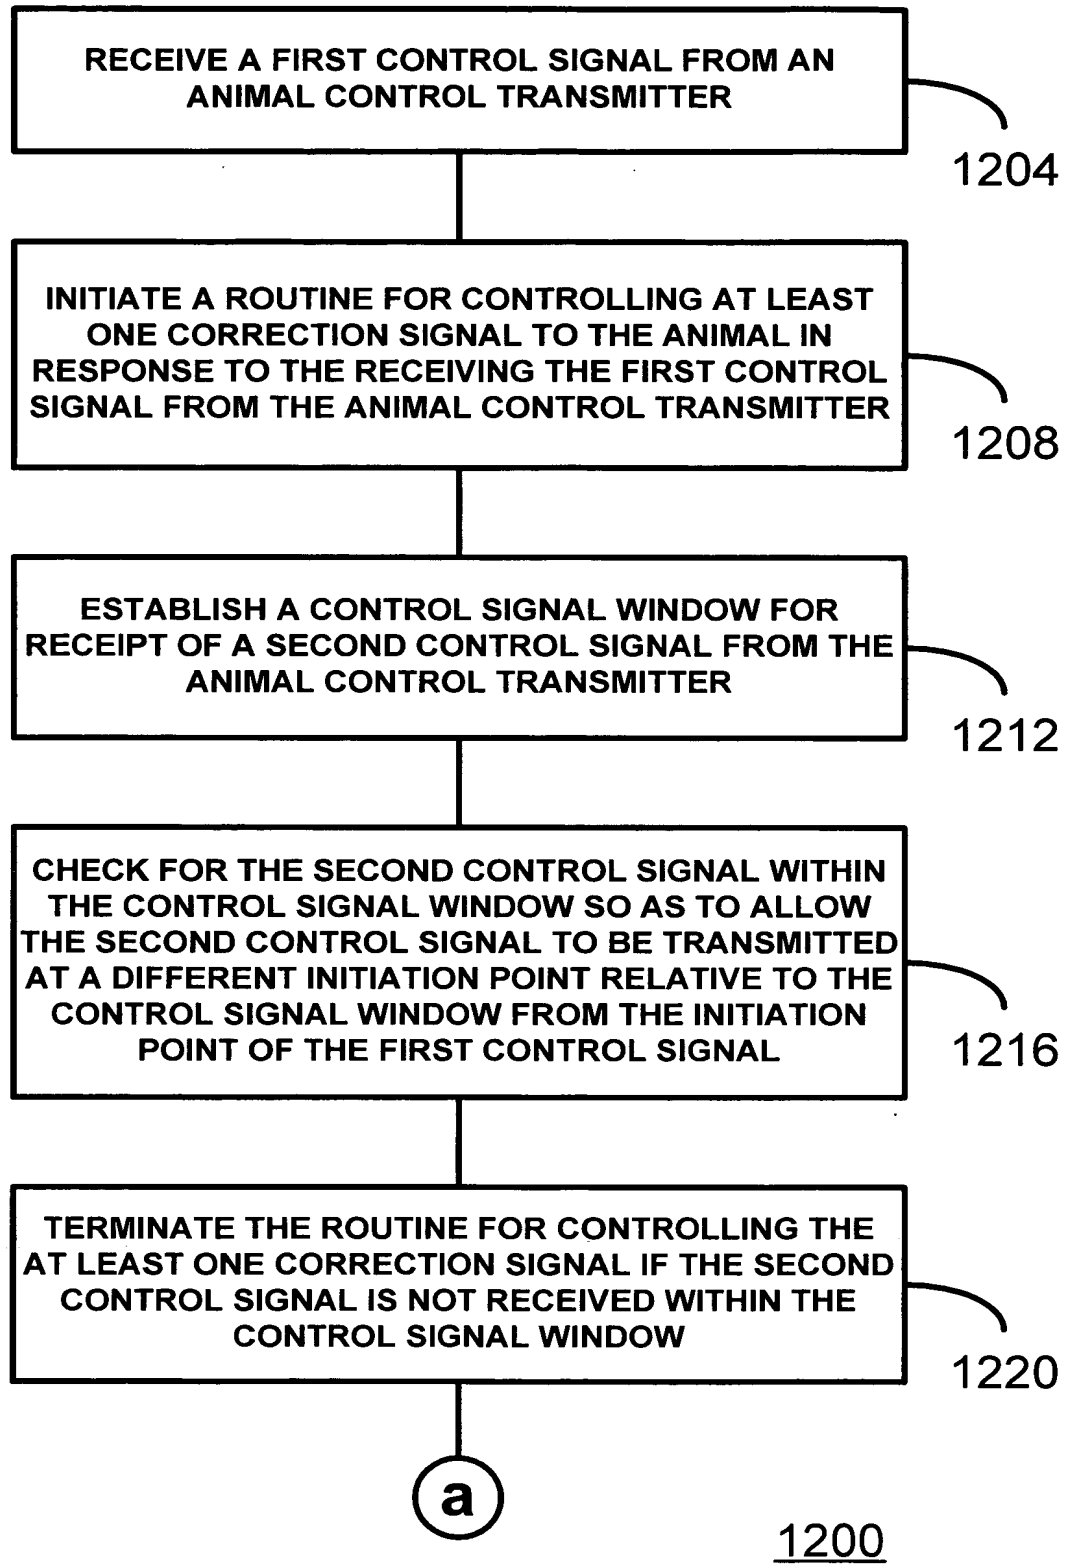 RECEIVE A FIRST CONTROL SIGNAL FROM AN
ANIMAL CONTROL TRANSMITTER
1204
INITIATE A ROUTINE FOR CONTROLLING AT LEAST
ONE CORRECTION SIGNAL TO THE ANIMAL IN
RESPONSE TO THE RECEIVING THE FIRST CONTROL
SIGNAL FROM THE ANIMAL CONTROL TRANSMITTER
1208
ESTABLISH A CONTROL SIGNAL WINDOW FOR
RECEIPT OF A SECOND CONTROL SIGNAL FROM THE
ANIMAL CONTROL TRANSMITTER
1212
CHECK FOR THE SECOND CONTROL SIGNAL WITHIN
THE CONTROL SIGNAL WINDOW SO AS TO ALLOW
THE SECOND CONTROL SIGNAL TO BE TRANSMITTED
AT A DIFFERENT INITIATION POINT RELATIVE TO THE
CONTROL SIGNAL WINDOW FROM THE INITIATION
POINT OF THE FIRST CONTROL SIGNAL
1216
TERMINATE THE ROUTINE FOR CONTROLLING THE
AT LEAST ONE CORRECTION SIGNAL IF THE SECOND
CONTROL SIGNAL IS NOT RECEIVED WITHIN THE
CONTROL SIGNAL WINDOW
1220
a
1200